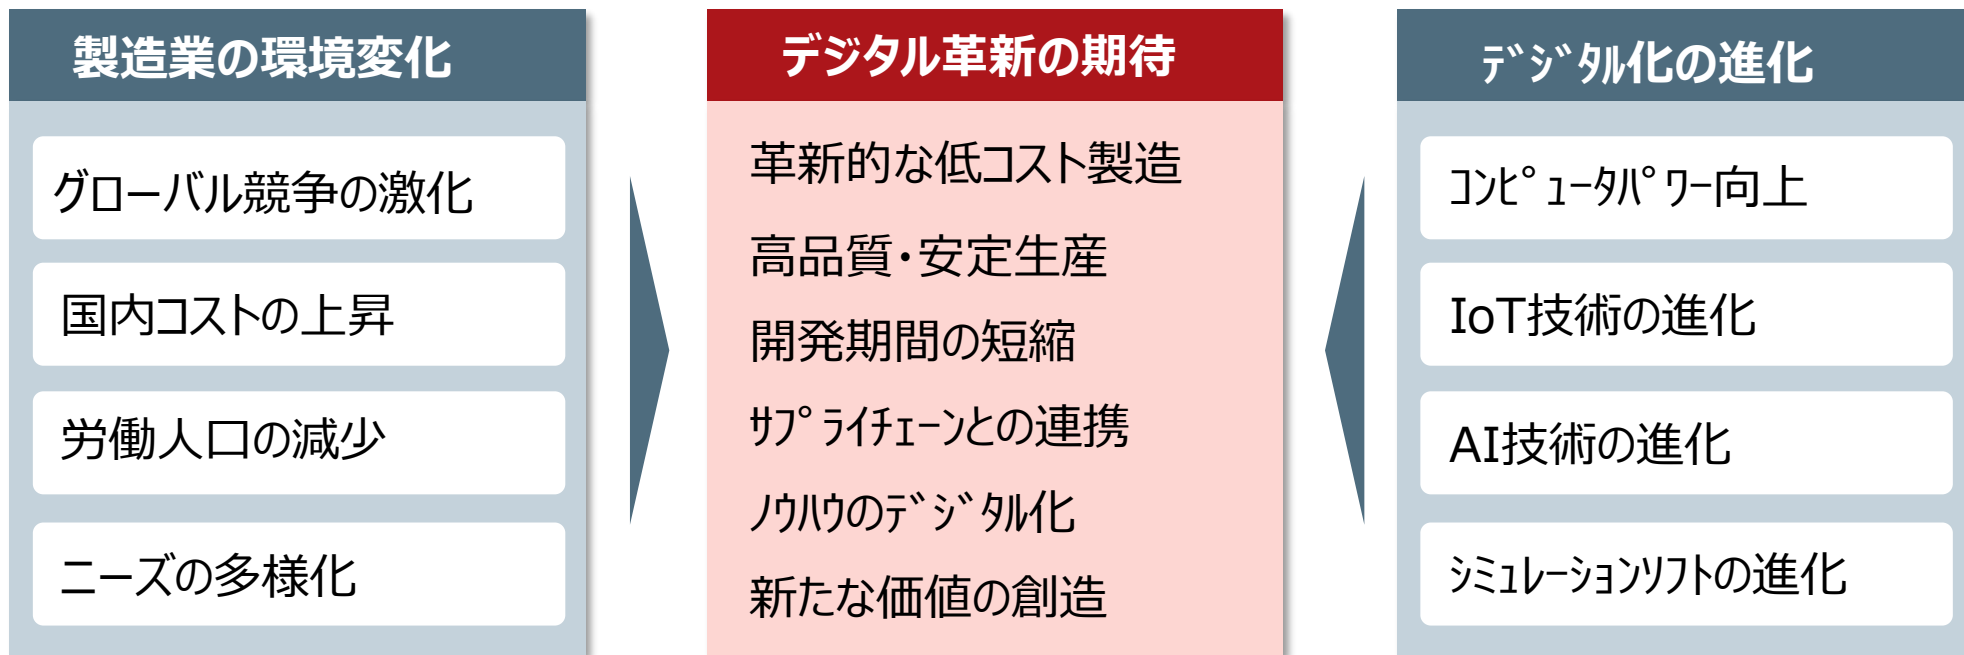 製造業の環境変化
グローバル競争の激化
国内コストの上昇
労働人口の減少
ニーズの多様化
デジタル革新の期待
革新的な低コスト製造
高品質・安定生産
開発期間の短縮
ｻﾌﾟﾗｲﾁｪｰﾝとの連携
ﾉｳﾊｳのﾃﾞｼﾞﾀﾙ化
新たな価値の創造
ﾃﾞｼﾞﾀﾙ化の進化
ｺﾝﾋﾟｭｰﾀﾊﾟﾜｰ向上
IoT技術の進化
AI技術の進化
ｼﾐｭﾚｰｼｮﾝｿﾌﾄの進化